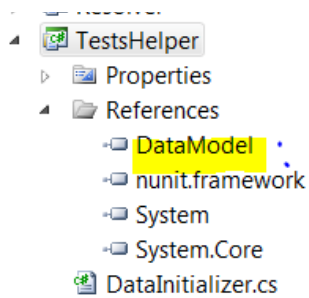 TestsHelper
Properties
References
DataModel
nunit.framework
System
System.Core
DataInitializer.cs